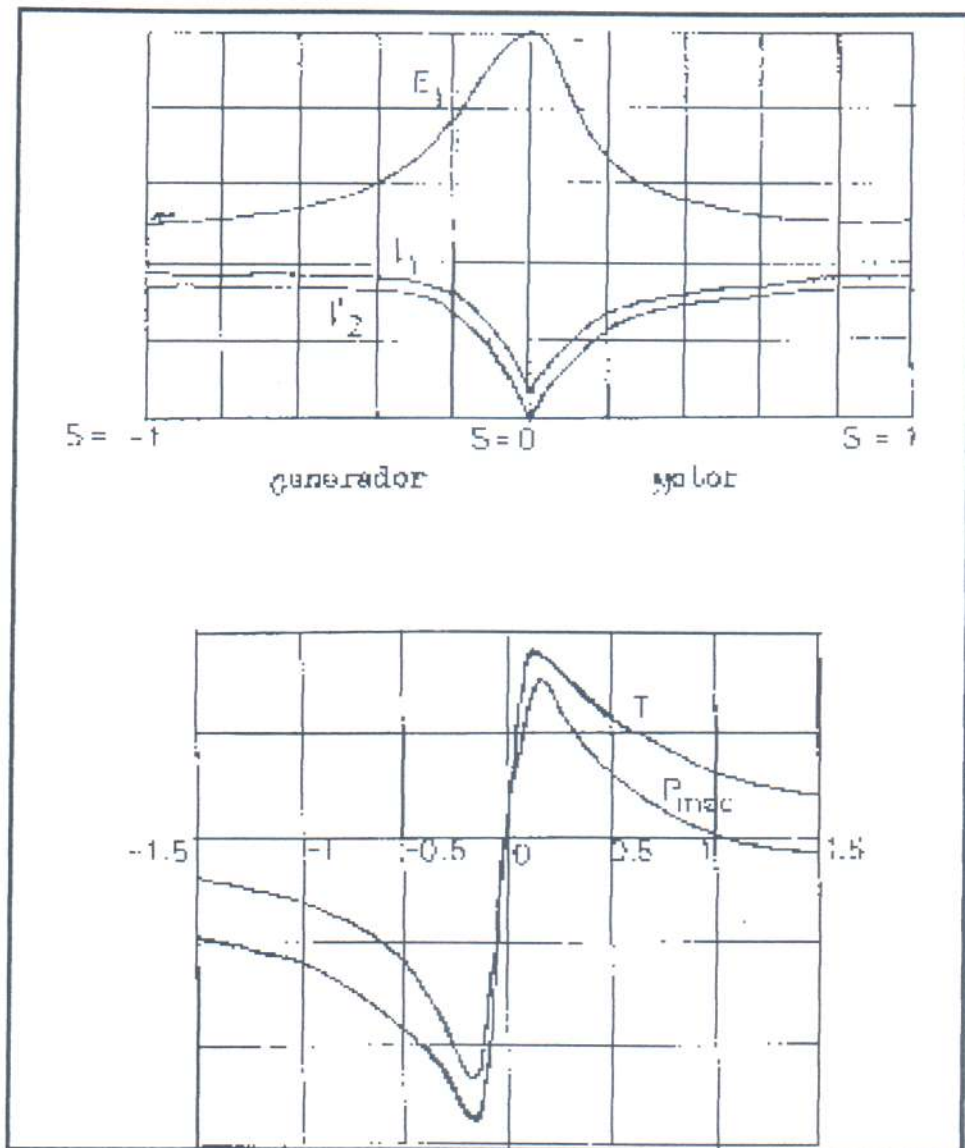 E1
I1
I'2
S = -1
S = 0
S = 1
generador
Motor
T
Pmec
-1.5
-1
-0.5
0
0.5
1
1.5